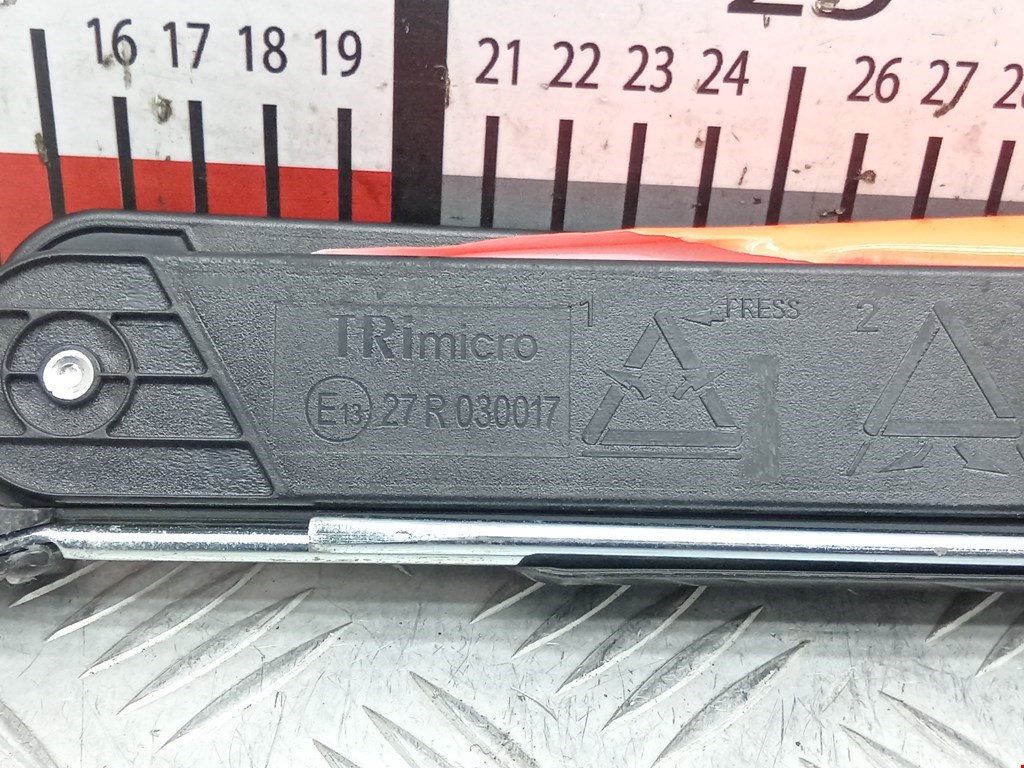 16 17 18 19 21 22 23 24 26 27
TRimicro
E13 27 R 030017
1 PRESS 2